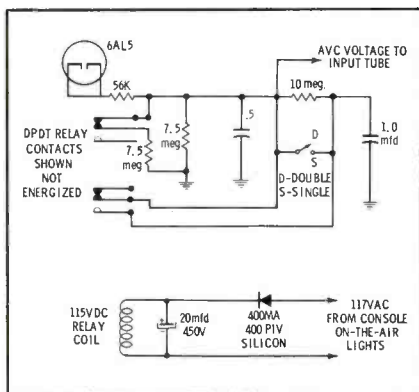 6AL5
56K
AVC VOLTAGE TO
INPUT TUBE
10 meg.
DPDT RELAY
CONTACTS
SHOWN
NOT
ENERGIZED
7.5
meg
7.5
meg
.5
D
S
D-DOUBLE
S-SINGLE
1.0
mfd
115VDC
RELAY
COIL
20mfd
450V
400MA
400 PIV
SILICON
117VAC
FROM CONSOLE
ON-THE-AIR
LIGHTS